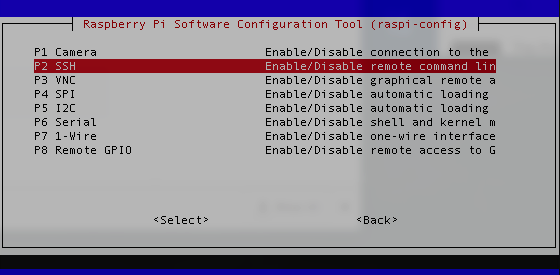 Raspberry Pi Software Configuration Tool (raspi-config)
P1 Camera Enable/Disable connection to the
P2 SSH Enable/Disable remote command lin
P3 VNC Enable/Disable graphical remote a
P4 SPI Enable/Disable automatic loading
P5 I2C Enable/Disable automatic loading
P6 Serial Enable/Disable shell and kernel m
P7 1-Wire Enable/Disable one-wire interface
P8 Remote GPIO Enable/Disable remote access to G
<Select> <Back>